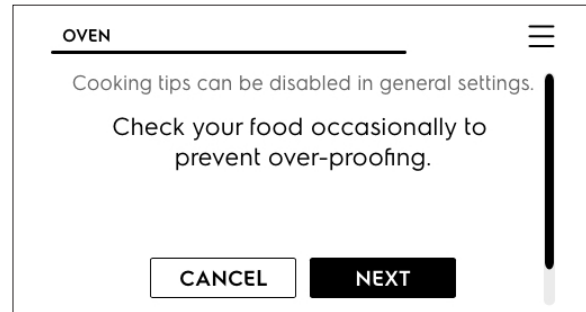 OVEN
Cooking tips can be disabled in general settings.
Check your food occasionally to
prevent over-proofing.
CANCEL
NEXT